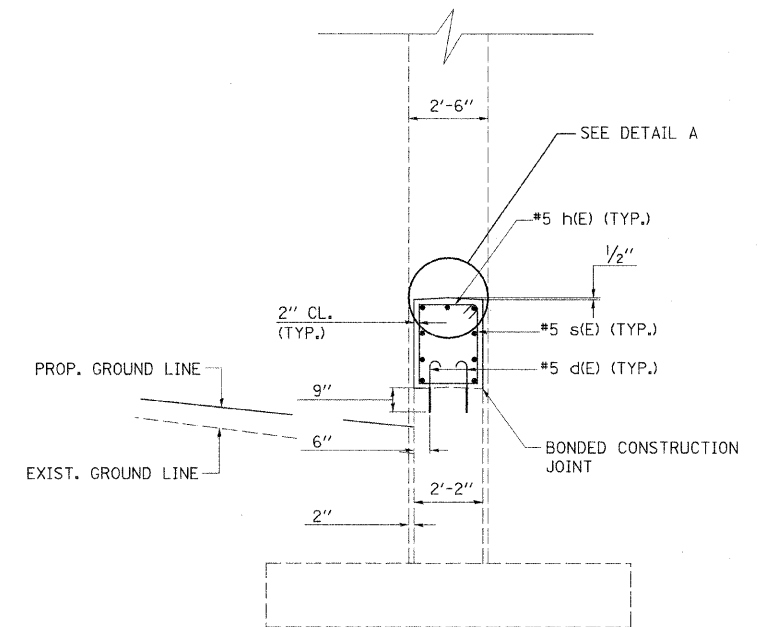 2'-6"
SEE DETAIL A
#5 h(E) (TYP.)
1/2"
2" CL.
(TYP.)
#5 s(E) (TYP.)
PROP. GROUND LINE
#5 d(E) (TYP.)
9"
6"
BONDED CONSTRUCTION
JOINT
EXIST. GROUND LINE
2'-2"
2"